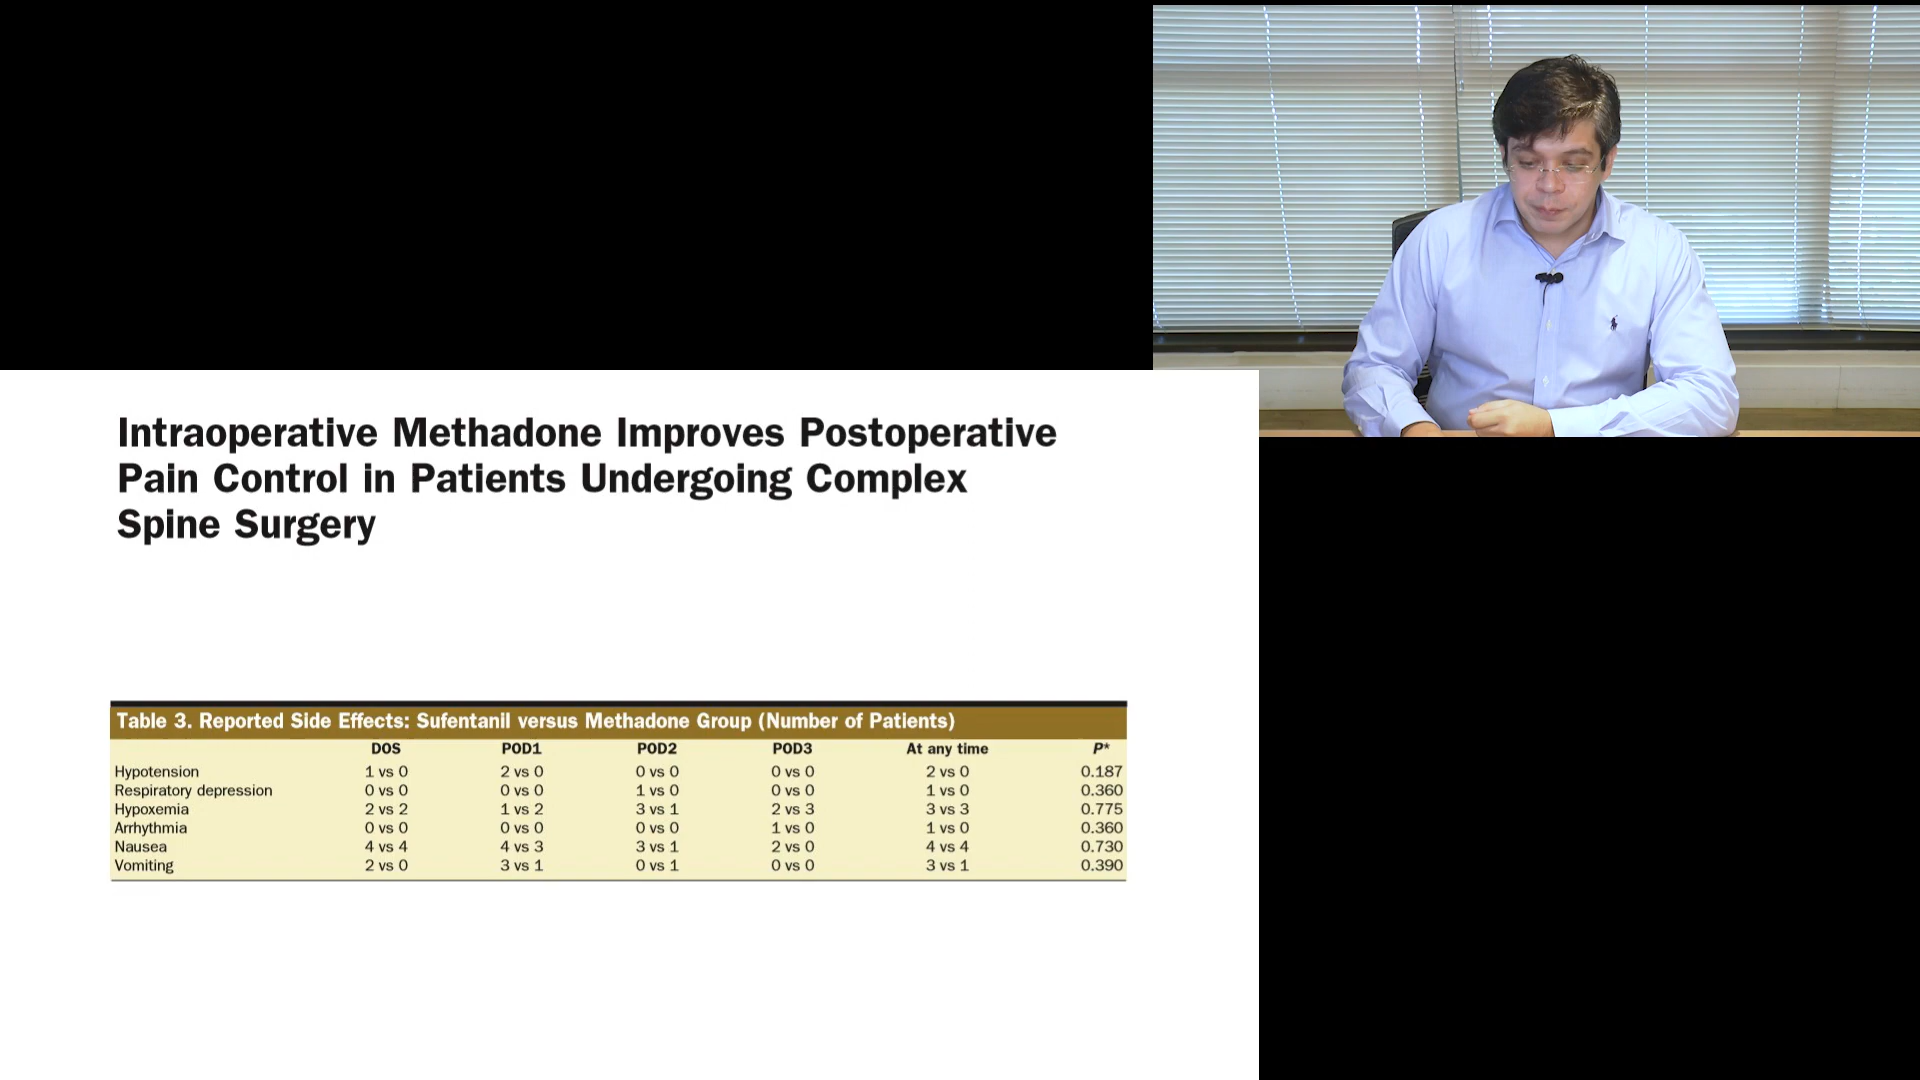 Intraoperative Methadone Improves Postoperative
Pain Control in Patients Undergoing Complex
Spine Surgery
Table 3. Reported Side Effects: Sufentanil versus Methadone Group (Number of Patients)
DOS POD1 POD2 POD3 At any time P*
Hypotension 1 vs 0 2 vs 0 0 vs 0 0 vs 0 2 vs 0 0.187
Respiratory depression 0 vs 0 0 vs 0 1 vs 0 0 vs 0 1 vs 0 0.360
Hypoxemia 2 vs 2 1 vs 2 3 vs 1 2 vs 3 3 vs 3 0.775
Arrhythmia 0 vs 0 0 vs 0 0 vs 0 1 vs 0 1 vs 0 0.360
Nausea 4 vs 4 4 vs 3 3 vs 1 2 vs 0 4 vs 4 0.730
Vomiting 2 vs 0 3 vs 1 0 vs 1 0 vs 0 3 vs 1 0.390